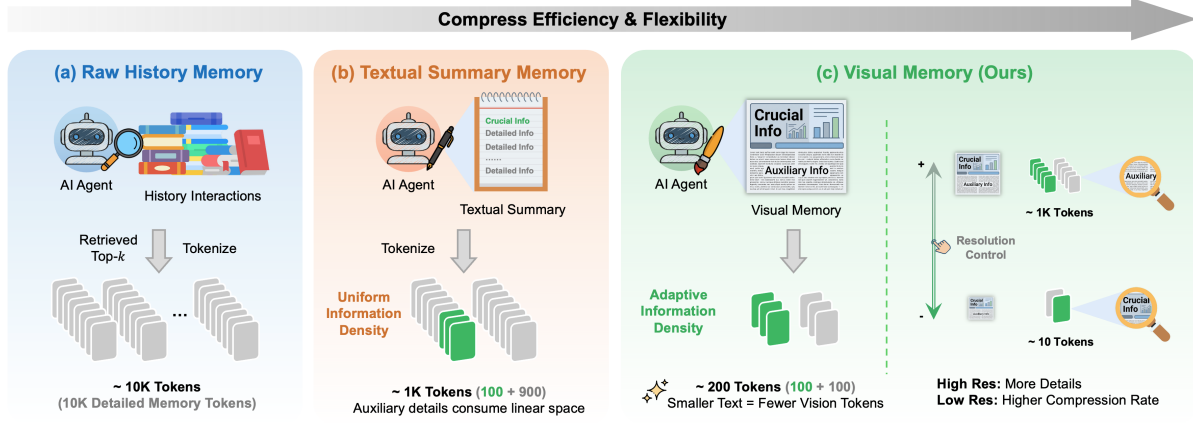 Compress Efficiency & Flexibility
(a) Raw History Memory
AI Agent
History Interactions
Retrieved
Top-k
Tokenize
...
~ 10K Tokens
(10K Detailed Memory Tokens)
(b) Textual Summary Memory
Crucial Info
Detailed Info
Detailed Info
......
Detailed Info
AI Agent
Textual Summary
Tokenize
Uniform
Information
Density
~ 1K Tokens (100 + 900)
Auxiliary details consume linear space
(c) Visual Memory (Ours)
Crucial
Info
Auxiliary Info
AI Agent
Visual Memory
Adaptive
Information
Density
~ 200 Tokens (100 + 100)
Smaller Text = Fewer Vision Tokens
+
Crucial
Info
Auxiliary Info
Auxiliary
~ 1K Tokens
Resolution
Control
-
Crucial
Info
~ 10 Tokens
High Res: More Details
Low Res: Higher Compression Rate